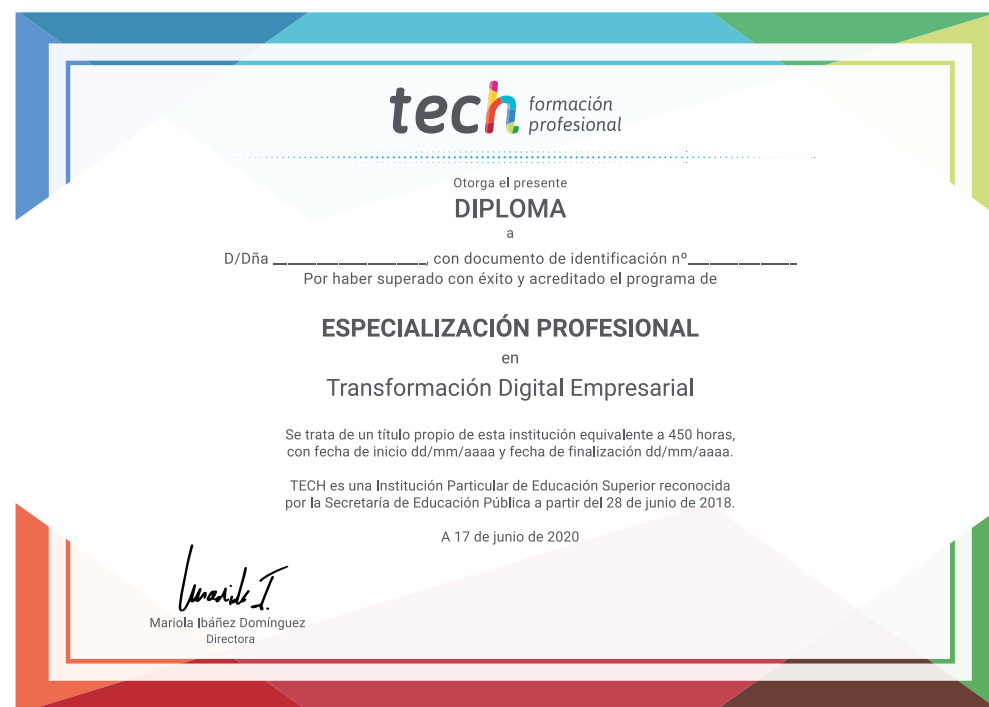 tech formación
profesional
Otorga el presente
DIPLOMA
a
D/Dña ____________________, con documento de identificación nº______________
Por haber superado con éxito y acreditado el programa de
ESPECIALIZACIÓN PROFESIONAL
en
Transformación Digital Empresarial
Se trata de un título propio de esta institución equivalente a 450 horas,
con fecha de inicio dd/mm/aaaa y fecha de finalización dd/mm/aaaa.
TECH es una Institución Particular de Educación Superior reconocida
por la Secretaría de Educación Pública a partir del 28 de junio de 2018.
A 17 de junio de 2020
Mariola I.
Mariola Ibáñez Domínguez
Directora